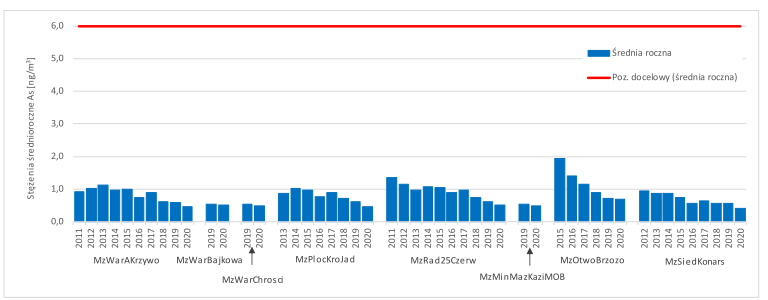 6,0
5,0
4,0
3,0
2,0
1,0
0,0
Stężenia średnioroczne As [ng/m³]
Średnia roczna
Poz. docelowy (średnia roczna)
2011 2012 2013 2014 2015 2016 2017 2018 2019 2020
2019 2020
2019 2020
2013 2014 2015 2016 2017 2018 2019 2020
2011 2012 2013 2014 2015 2016 2017 2018 2019 2020
2019 2020
2015 2016 2017 2018 2019 2020
2012 2013 2014 2015 2016 2017 2018 2019 2020
MzWarAKrzywo
MzWarBajkowa
MzWarChrosci
MzPlocKroJad
MzRad25Czerw
MzMinMazKaziMOB
MzOtwoBrzozo
MzSiedKonars